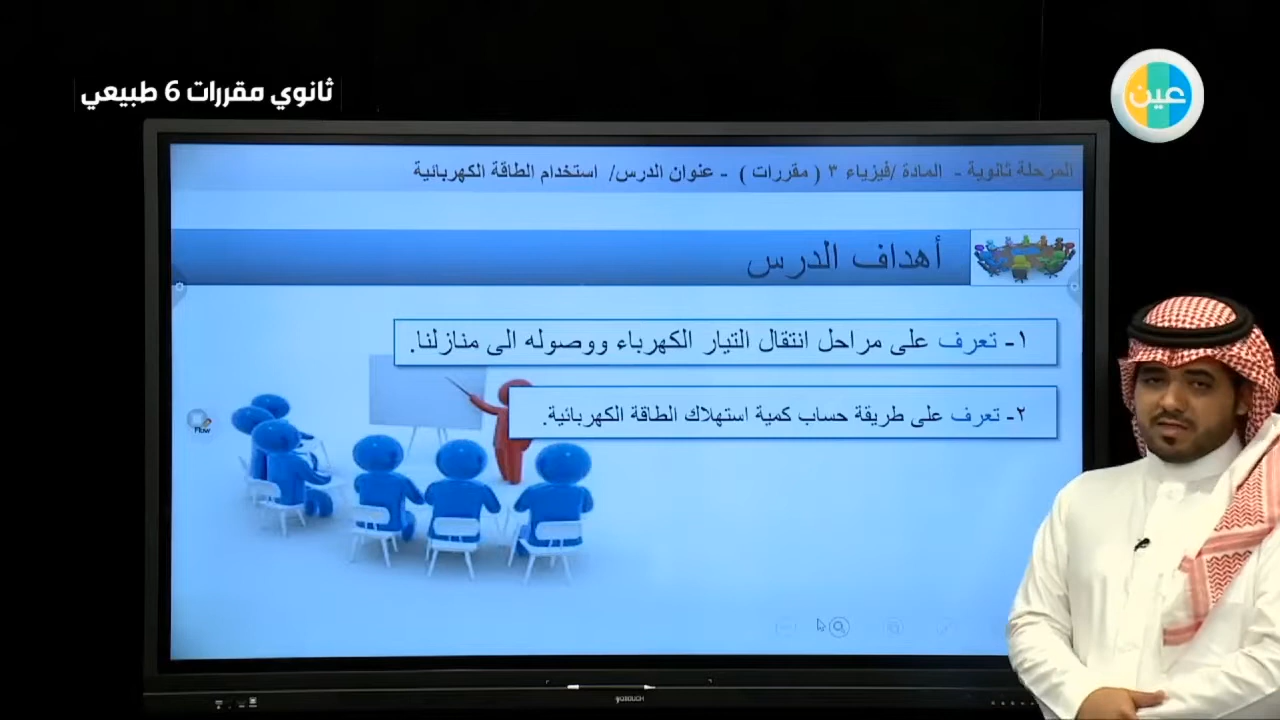 ثانوي مقررات 6 طبيعي
عين
المرحلة ثانوية - المادة /فيزياء ٣ ( مقررات ) - عنوان الدرس/ استخدام الطاقة الكهربائية
أهداف الدرس
١- تعرف على مراحل انتقال التيار الكهرباء ووصوله الى منازلنا.
٢- تعرف على طريقة حساب كمية استهلاك الطاقة الكهربائية.
Flow